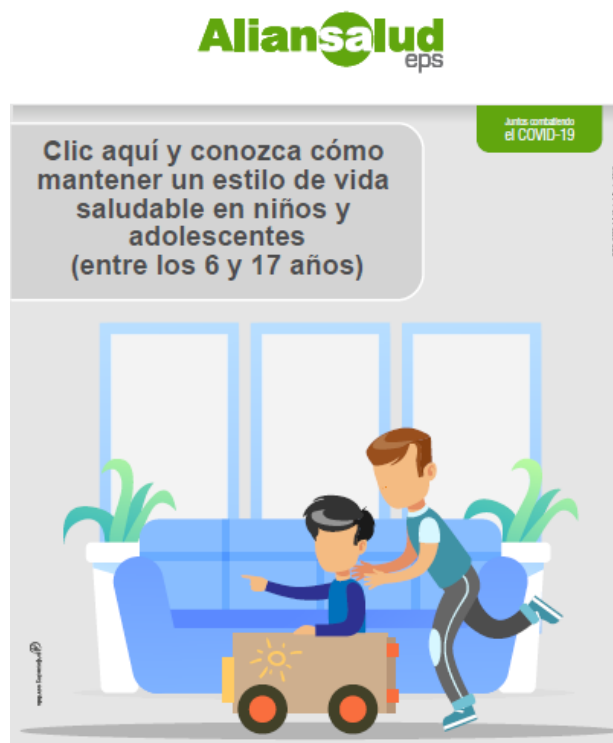 Aliansalud
eps
Juntos combatiendo
el COVID-19
Clic aquí y conozca cómo
mantener un estilo de vida
saludable en niños y
adolescentes
(entre los 6 y 17 años)